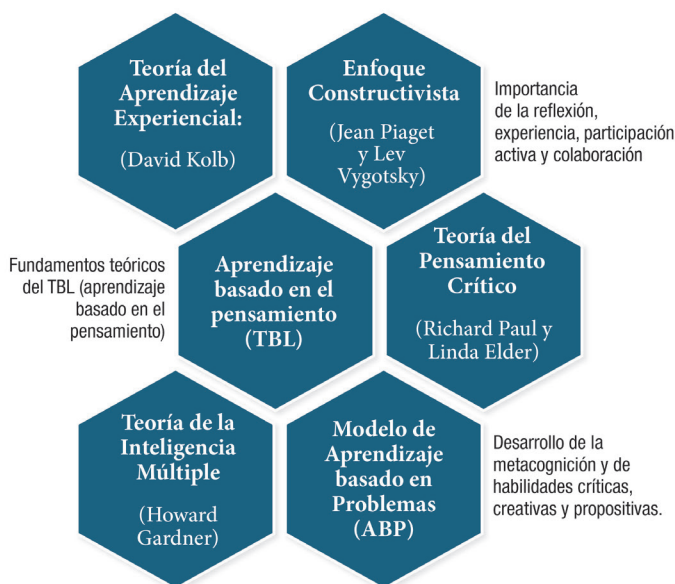 Teoría del
Aprendizaje
Experiencial:
(David Kolb)
Enfoque
Constructivista
(Jean Piaget
y Lev
Vygotsky)
Importancia
de la reflexión,
experiencia, participación
activa y colaboración
Fundamentos teóricos
del TBL (aprendizaje
basado en el
pensamiento)
Aprendizaje
basado en el
pensamiento
(TBL)
Teoría del
Pensamiento
Crítico
(Richard Paul y
Linda Elder)
Teoría de la
Inteligencia
Múltiple
(Howard
Gardner)
Modelo de
Aprendizaje
basado en
Problemas
(ABP)
Desarrollo de la
metacognición y de
habilidades críticas,
creativas y propositivas.